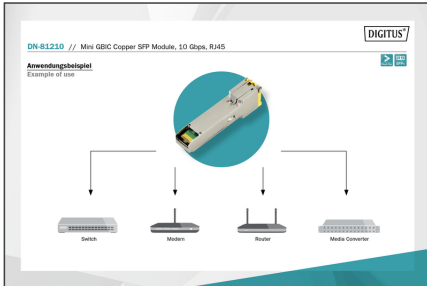 DIGITUS®
DN-81210 // Mini GBIC Copper SFP Module, 10 Gbps, RJ45
Anwendungsbeispiel
Example of use
Switch
Modem
Router
Media Converter